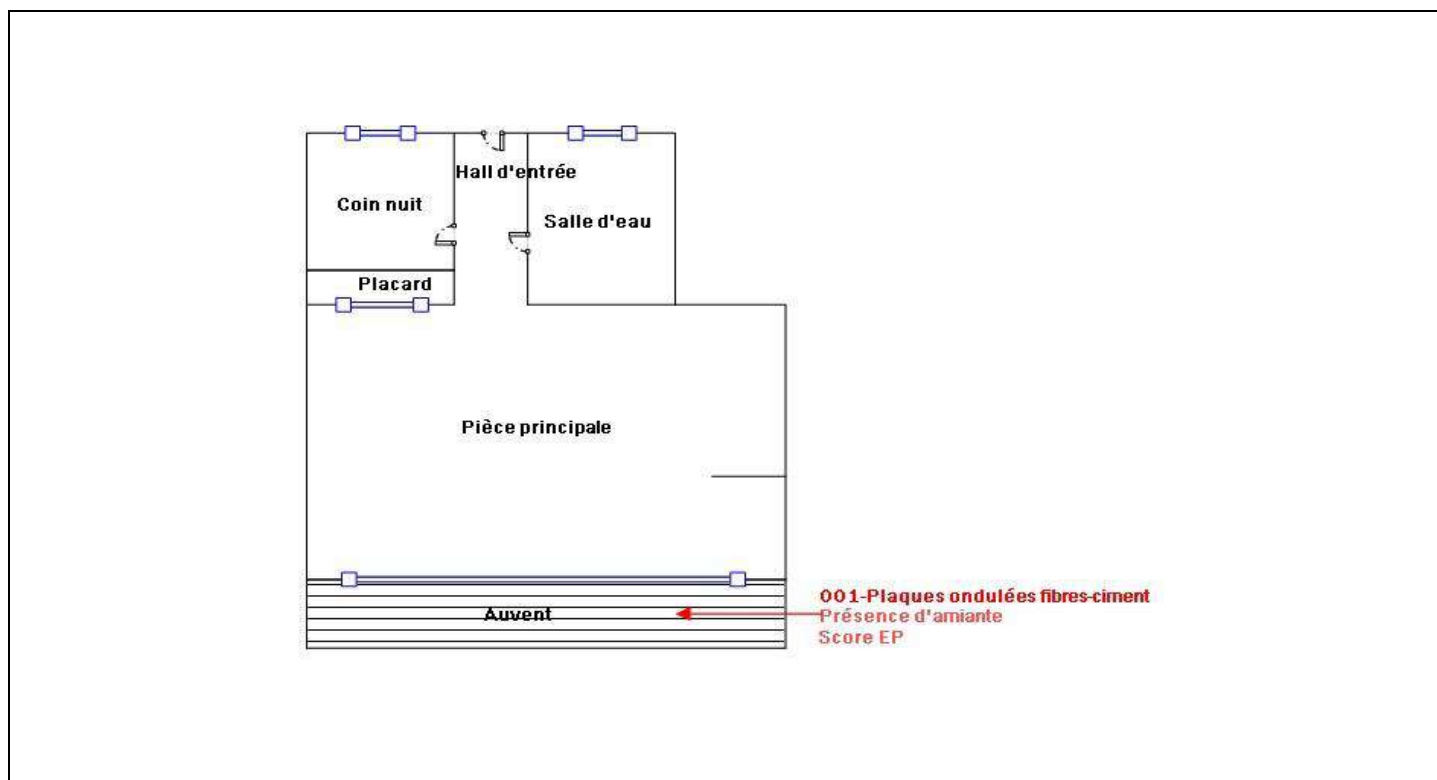 Hall d'entrée
Coin nuit
Salle d'eau
Placard
Pièce principale
Auvent
001-Plaques ondulées fibres-ciment
Présence d'amiante
Score EP